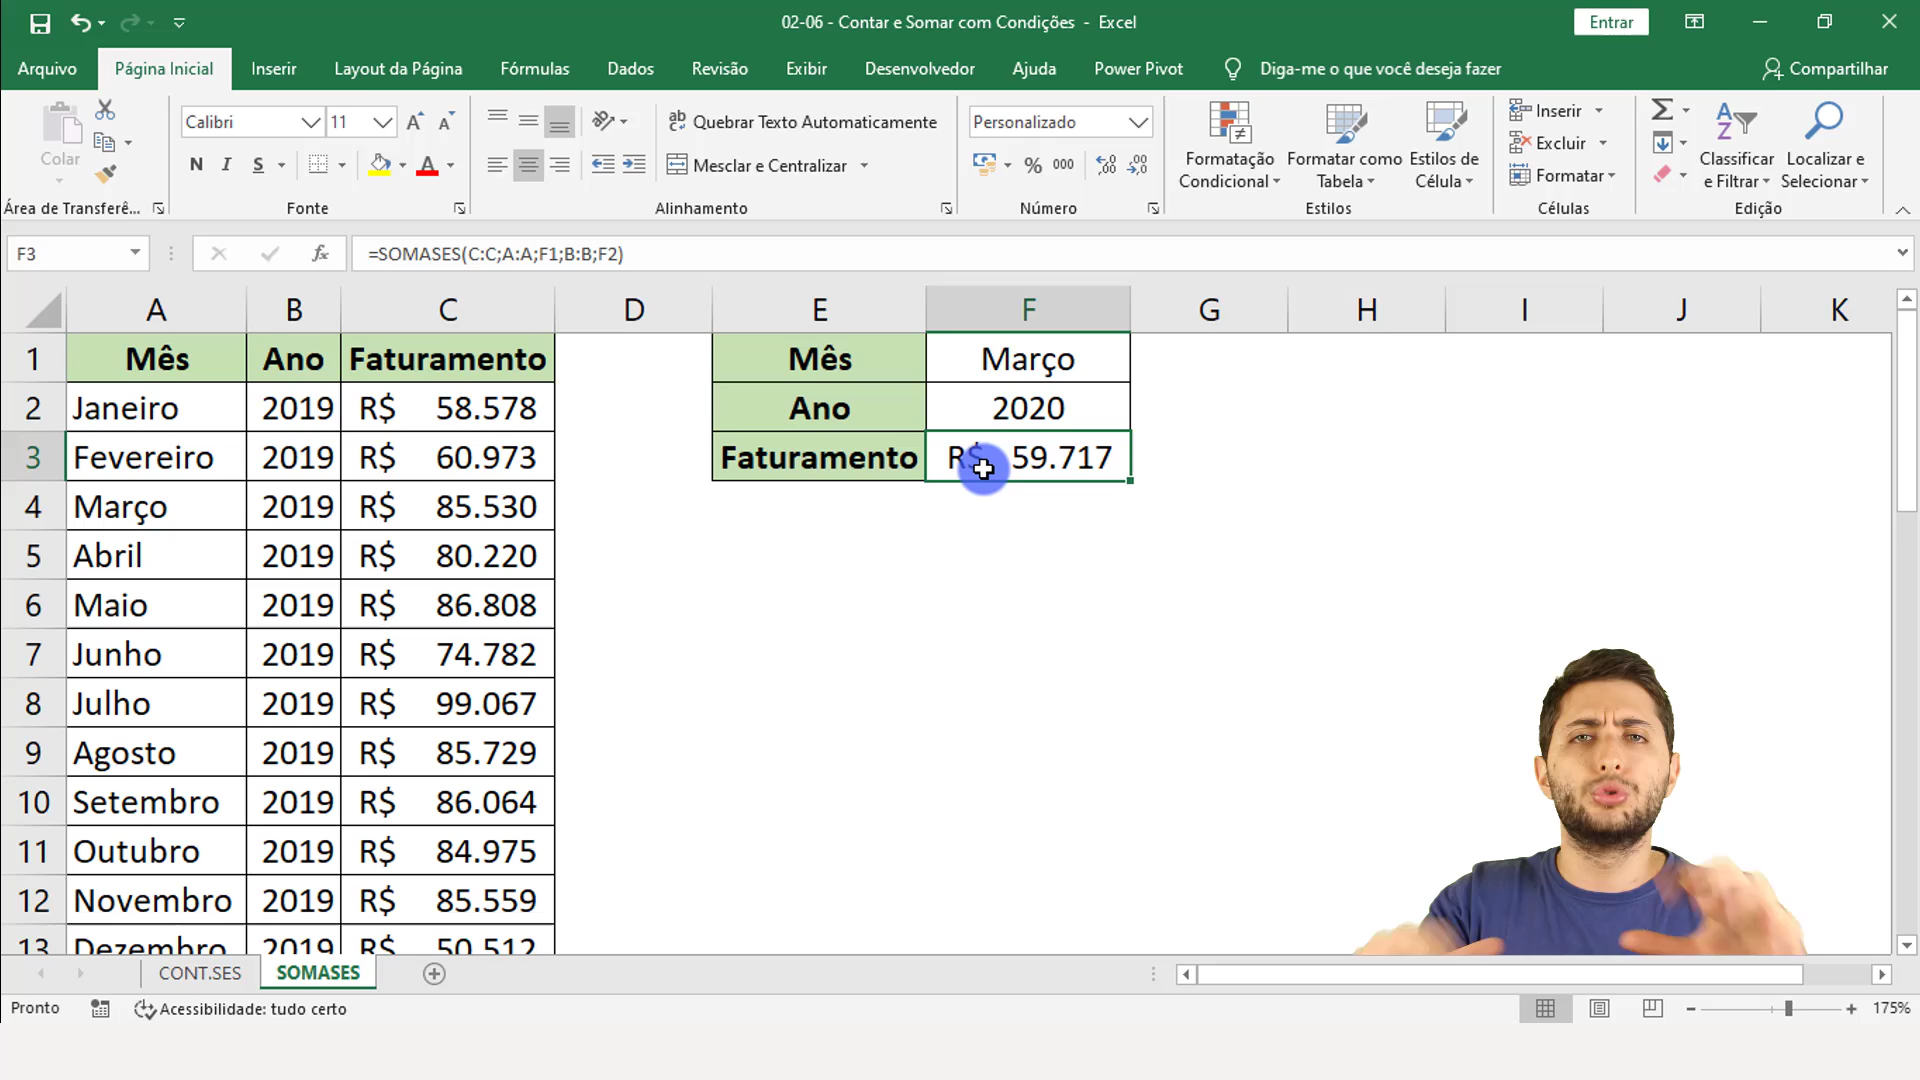 02-06 - Contar e Somar com Condições - Excel
Entrar
Arquivo Página Inicial Inserir Layout da Página Fórmulas Dados Revisão Exibir Desenvolvedor Ajuda Power Pivot Diga-me o que você deseja fazer Compartilhar
Colar
Calibri 11
N I S
Quebrar Texto Automaticamente
Mesclar e Centralizar
Personalizado
% 000
Formatação Condicional
Formatar como Tabela
Estilos de Célula
Inserir
Excluir
Formatar
Classificar e Filtrar
Localizar e Selecionar
Área de Transferê... Fonte Alinhamento Número Estilos Células Edição
F3 fx =SOMASES(C:C;A:A;F1;B:B;F2)
A B C D E F G H I J K
1 Mês Ano Faturamento Mês Março
2 Janeiro 2019 R$ 58.578 Ano 2020
3 Fevereiro 2019 R$ 60.973 Faturamento R$ 59.717
4 Março 2019 R$ 85.530
5 Abril 2019 R$ 80.220
6 Maio 2019 R$ 86.808
7 Junho 2019 R$ 74.782
8 Julho 2019 R$ 99.067
9 Agosto 2019 R$ 85.729
10 Setembro 2019 R$ 86.064
11 Outubro 2019 R$ 84.975
12 Novembro 2019 R$ 85.559
13 Dezembro 2019 R$ 50.512
CONT.SES SOMASES
Pronto Acessibilidade: tudo certo 175%